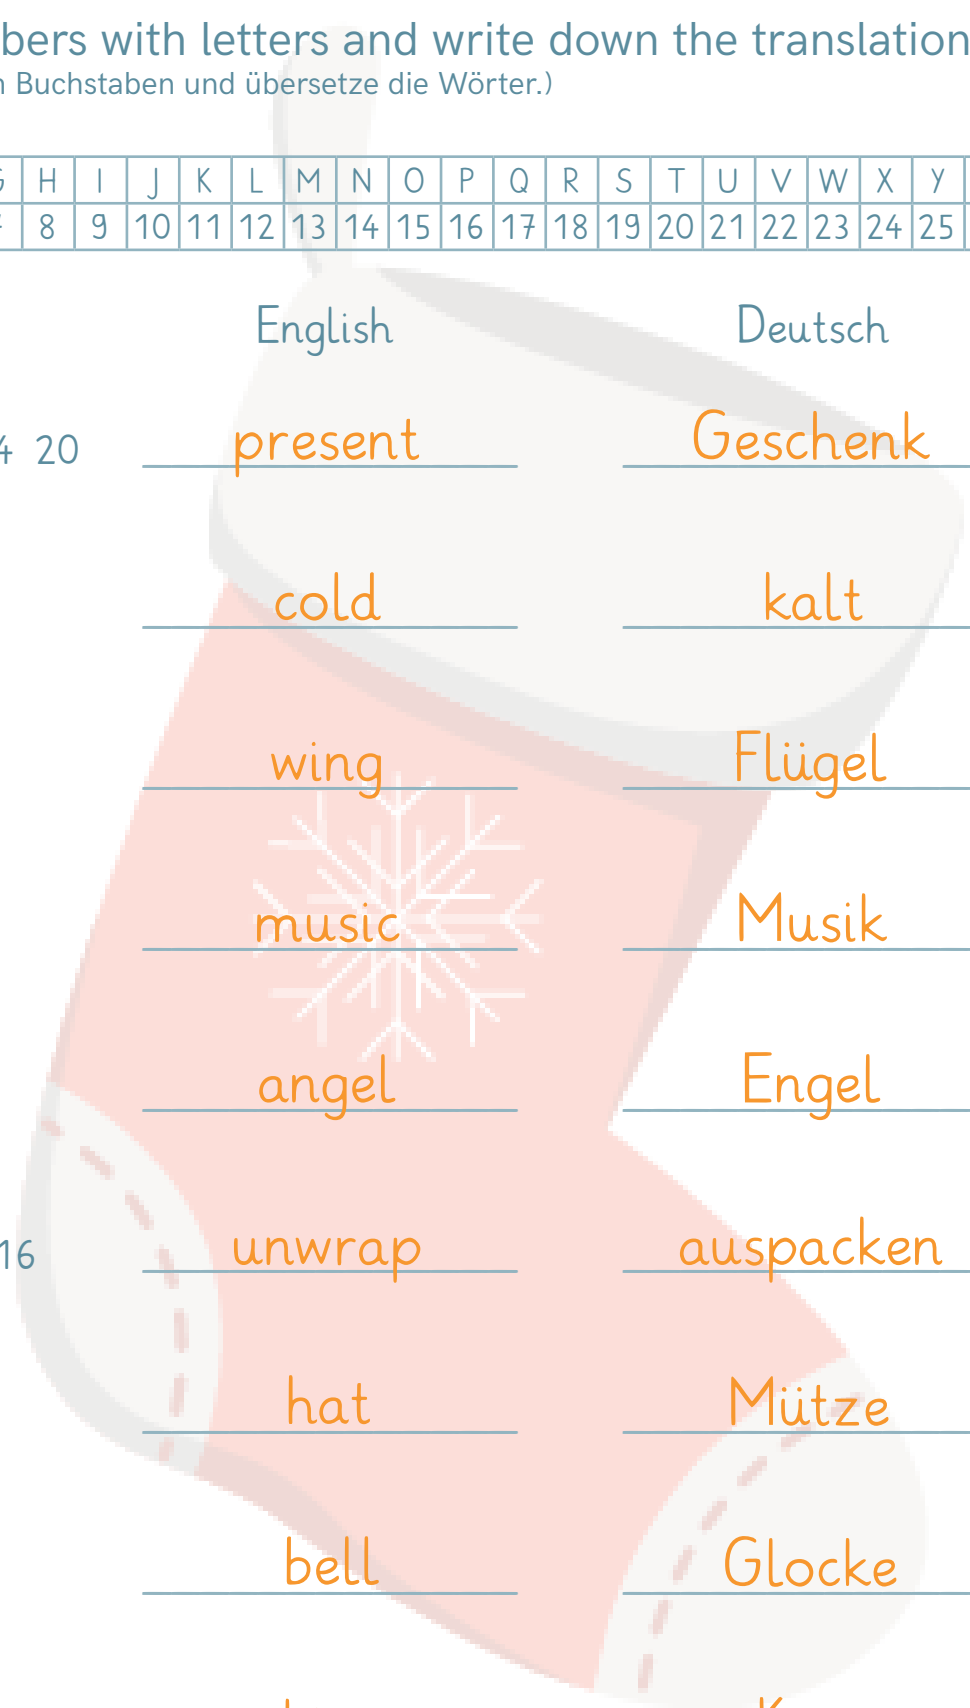 bers with letters and write down the translation
Buchstaben und übersetze die Wörter.)
G H I J K L M N O P Q R S T U V W X Y
8 9 10 11 12 13 14 15 16 17 18 19 20 21 22 23 24 25
English Deutsch
4 20 present Geschenk
cold kalt
wing Flügel
music Musik
angel Engel
16 unwrap auspacken
hat Mütze
bell Glocke